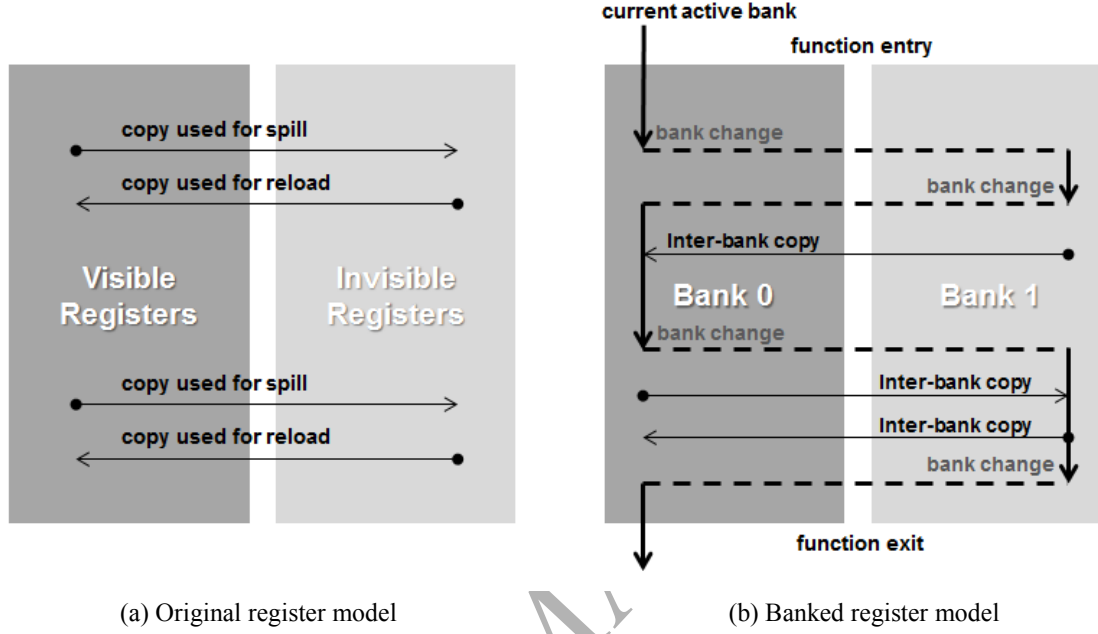 copy used for spill
copy used for reload
Visible
Registers
Invisible
Registers
copy used for spill
copy used for reload
(a) Original register model
current active bank
function entry
bank change
bank change
Inter-bank copy
Bank 0
Bank 1
bank change
Inter-bank copy
Inter-bank copy
bank change
function exit
(b) Banked register model